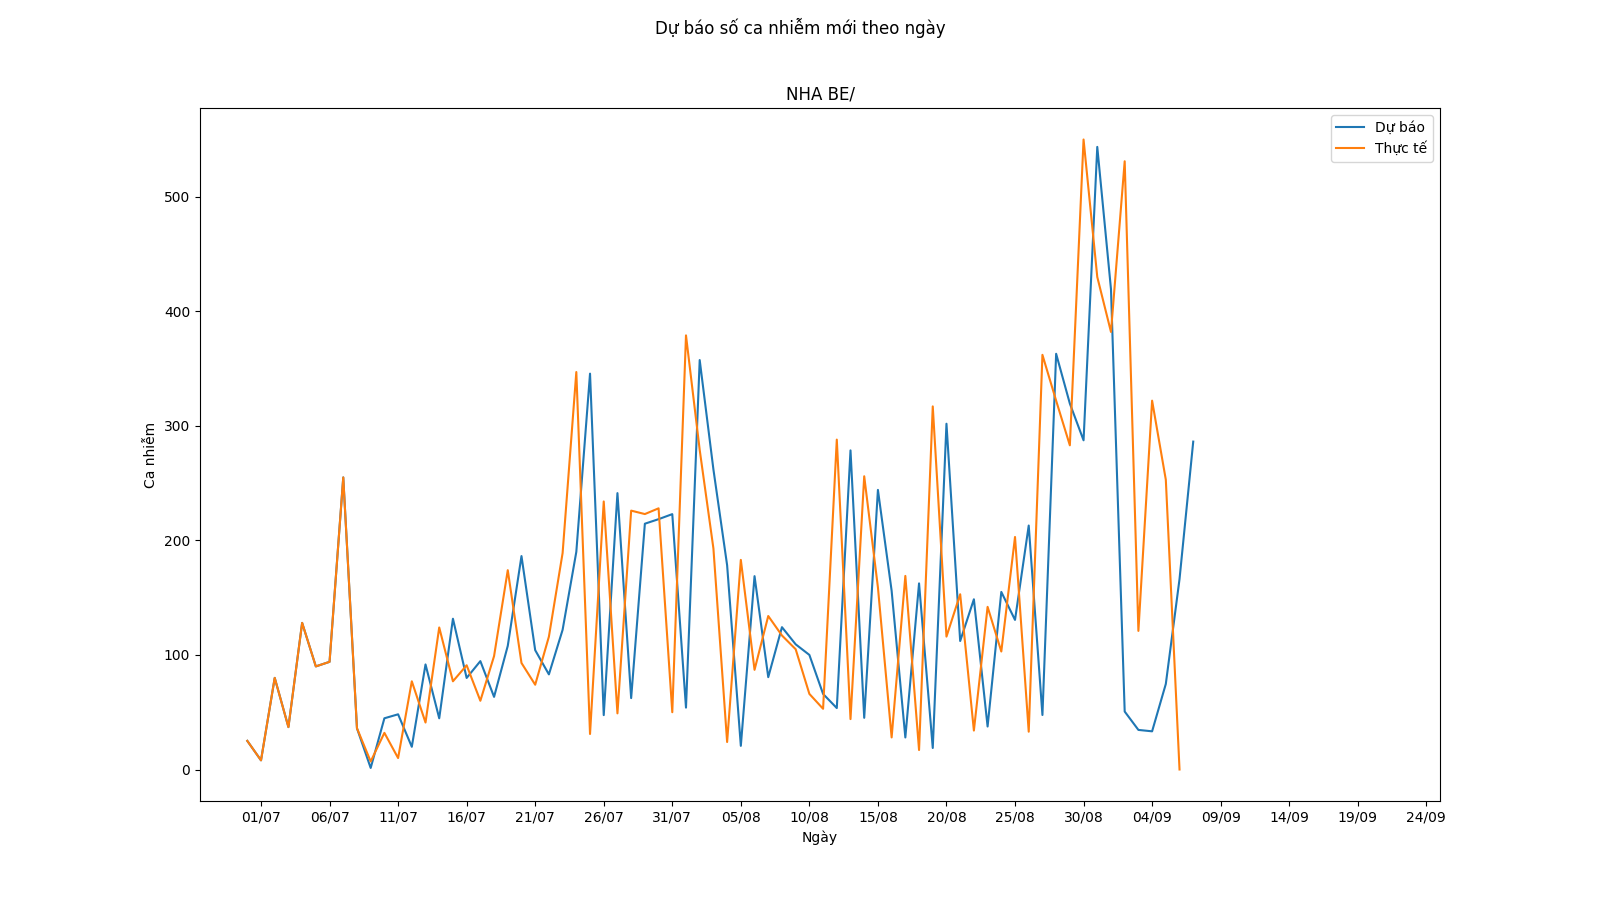 Dự báo số ca nhiễm mới theo ngày
NHA BE/
Dự báo
Thực tế
500
400
300
200
100
0
Ca nhiễm
01/07 06/07 11/07 16/07 21/07 26/07 31/07 05/08 10/08 15/08 20/08 25/08 30/08 04/09 09/09 14/09 19/09 24/09
Ngày